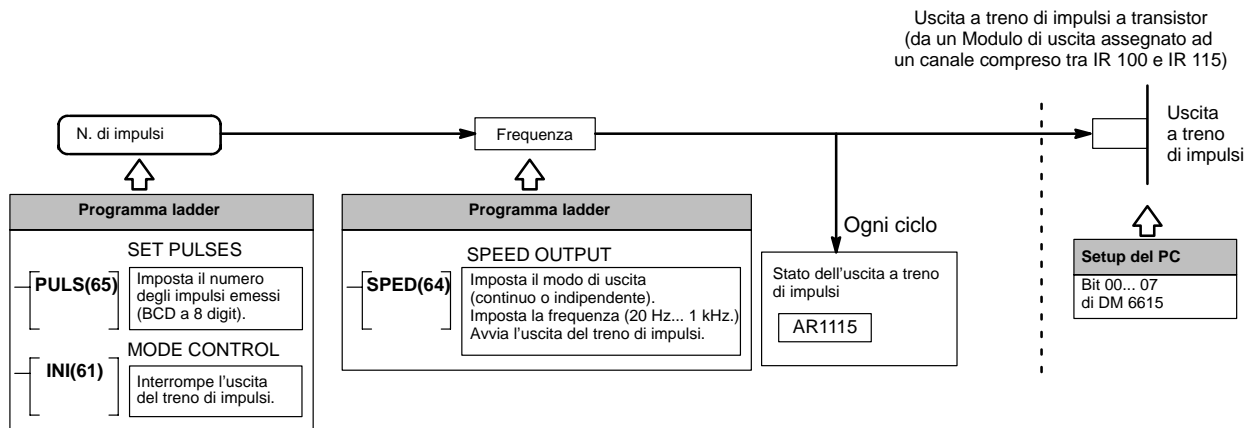 Uscita a treno di impulsi a transistor
(da un Modulo di uscita assegnato ad
un canale compreso tra IR 100 e IR 115)
N. di impulsi
Frequenza
Uscita
a treno
di impulsi
Programma ladder
SET PULSES
PULS(65)
Imposta il numero
degli impulsi emessi
(BCD a 8 digit).
MODE CONTROL
INI(61)
Interrompe l'uscita
del treno di impulsi.
Programma ladder
SPEED OUTPUT
SPED(64)
Imposta il modo di uscita
(continuo o indipendente).
Imposta la frequenza (20 Hz... 1 kHz.)
Avvia l'uscita del treno di impulsi.
Ogni ciclo
Stato dell'uscita a treno
di impulsi
AR1115
Setup del PC
Bit 00... 07
di DM 6615